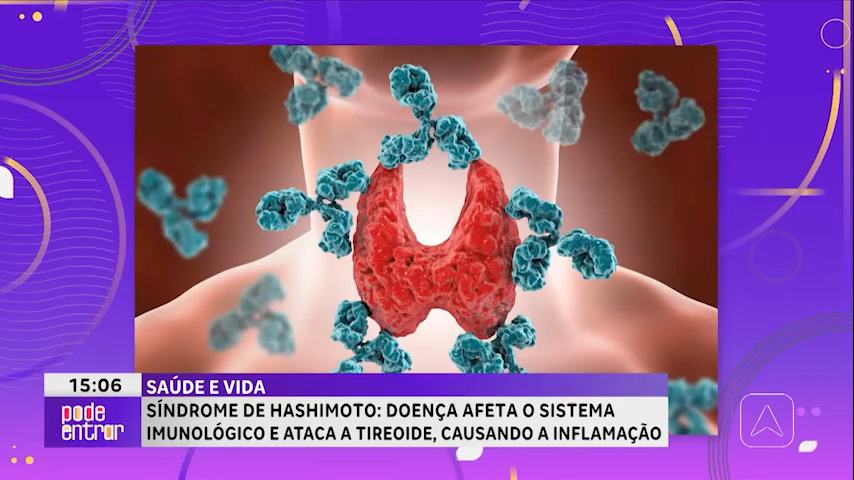 15:06
SAÚDE E VIDA
pode
entrar
SÍNDROME DE HASHIMOTO: DOENÇA AFETA O SISTEMA
IMUNOLÓGICO E ATACA A TIREOIDE, CAUSANDO A INFLAMAÇÃO